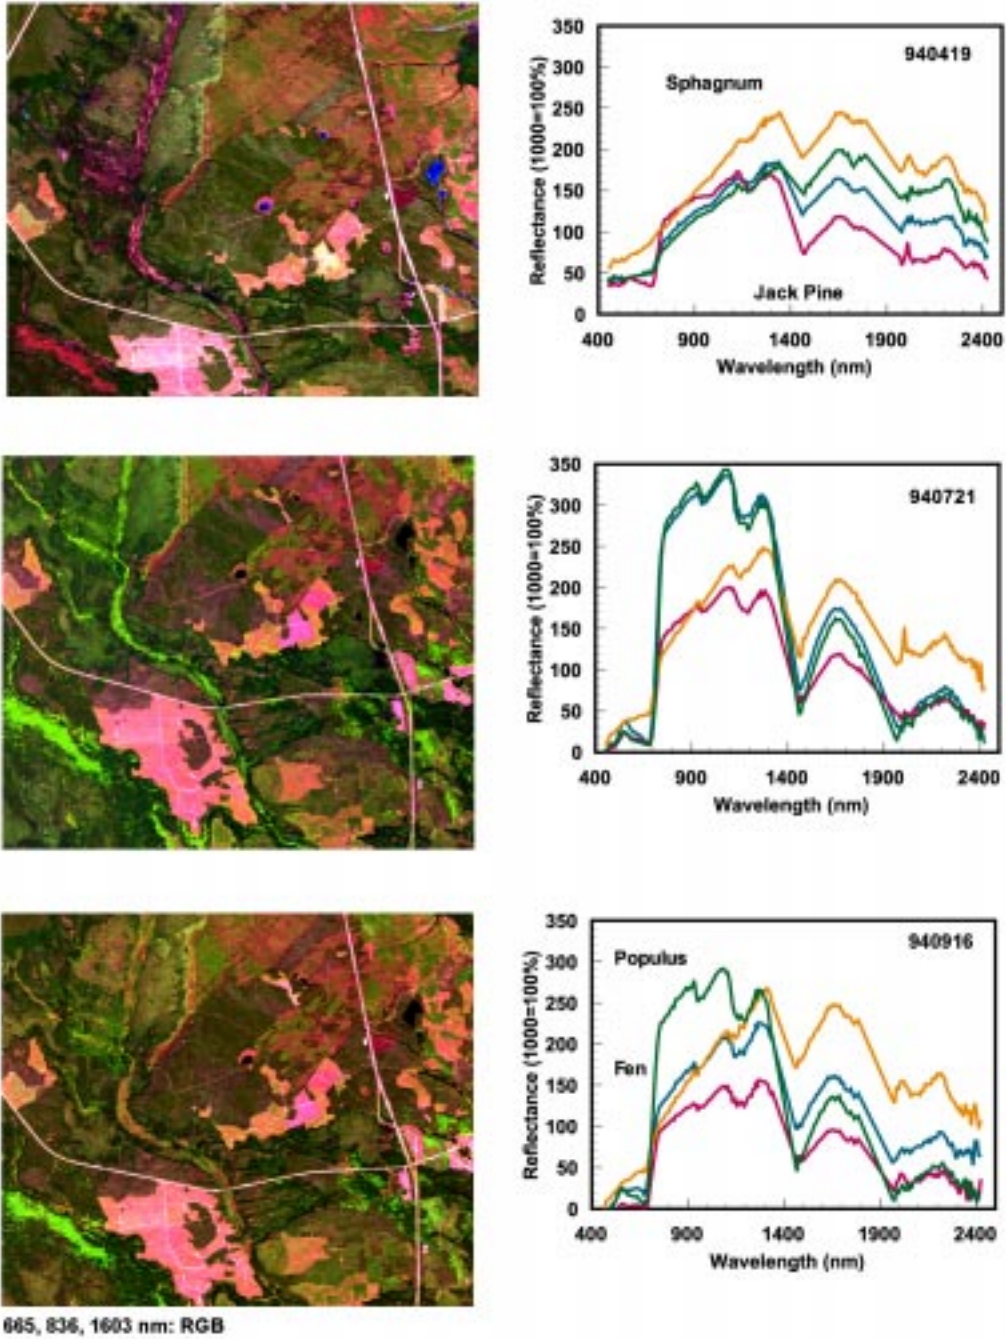 350
300
250
200
150
100
50
0
Reflectance (1000=100%)
940419
Sphagnum
Jack Pine
400 900 1400 1900 2400
Wavelength (nm)
350
300
250
200
150
100
50
0
Reflectance (1000=100%)
940721
400 900 1400 1900 2400
Wavelength (nm)
350
300
250
200
150
100
50
0
Reflectance (1000=100%)
940916
Populus
Fen
400 900 1400 1900 2400
Wavelength (nm)
665, 836, 1603 nm: RGB